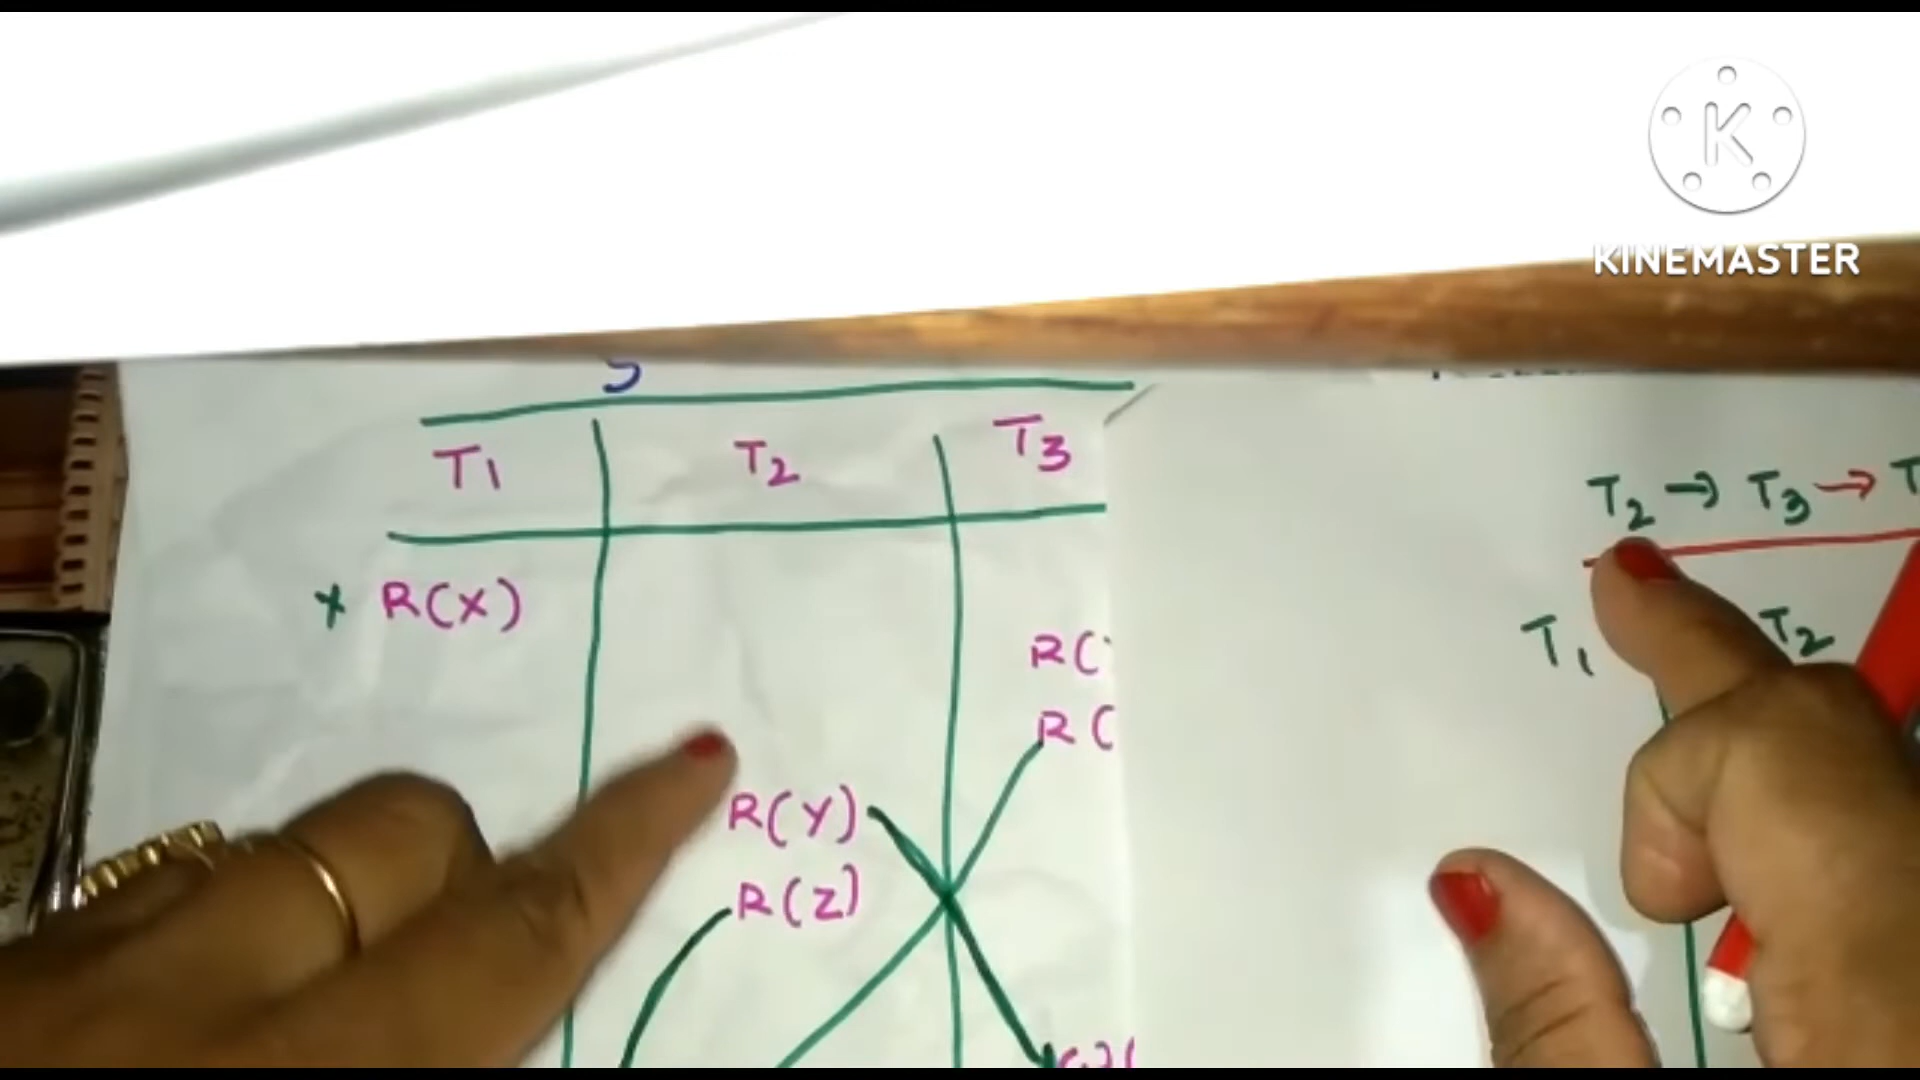 K
KINEMASTER
S
T1 T2 T3
T2 → T3 →
R(X)
T1 T2
R(
R(
R(Y)
R(Z)